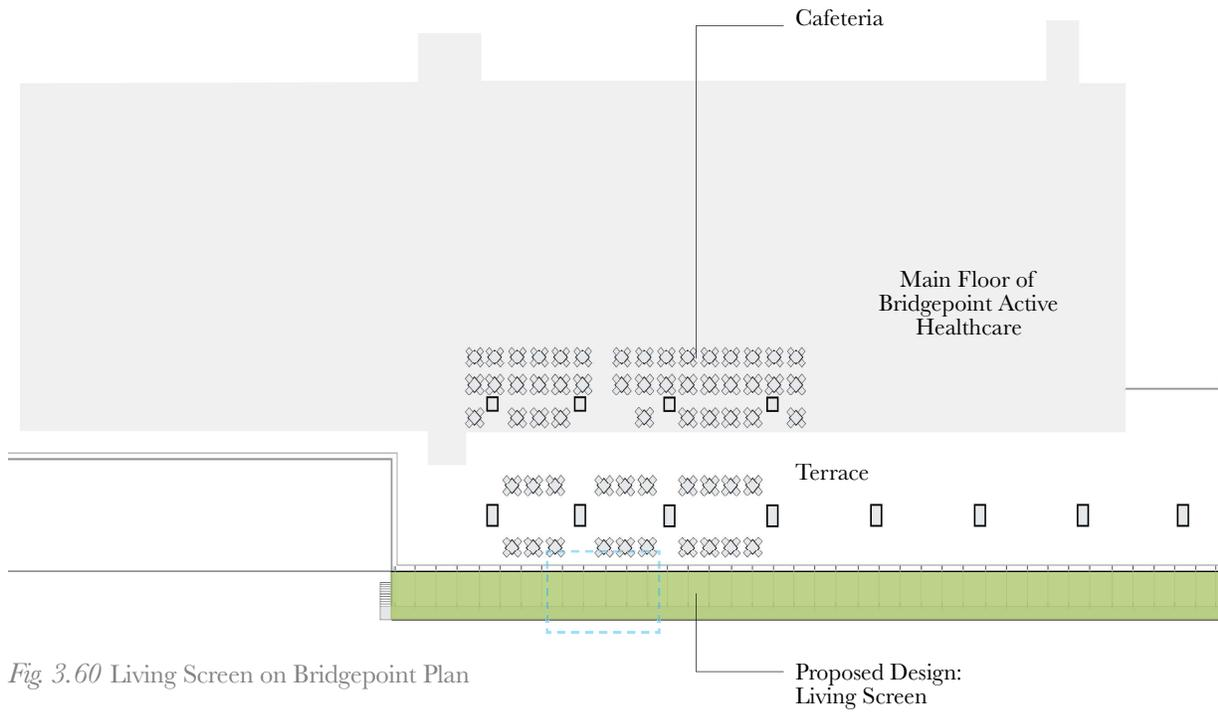 Cafeteria
Main Floor of
Bridgepoint Active
Healthcare
Terrace
Fig. 3.60 Living Screen on Bridgepoint Plan
Proposed Design:
Living Screen